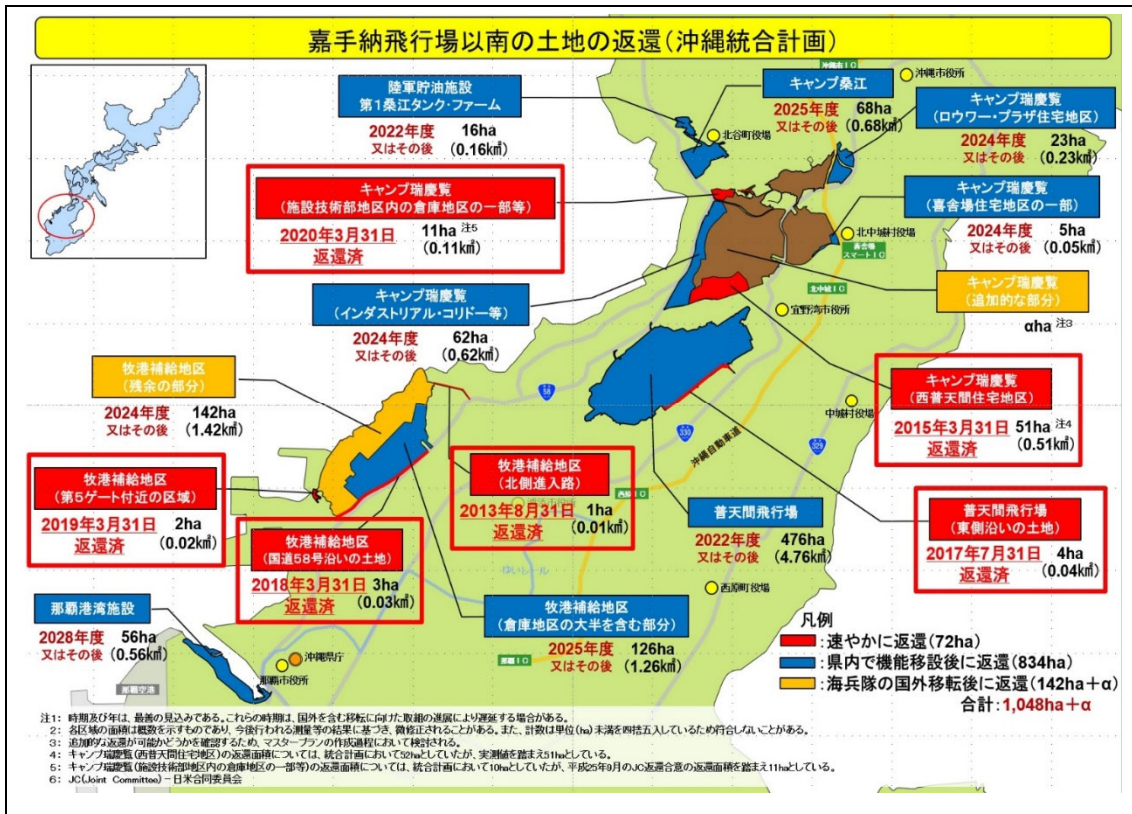 嘉手納飛行場以南の土地の返還(沖縄統合計画)
陸軍貯油施設
第1桑江タンク・ファーム
2022年度
又はその後
16ha
(0.16k㎡)
キャンプ桑江
2025年度
又はその後
68ha
(0.68k㎡)
沖縄市役所
北谷町役場
キャンプ瑞慶覧
(ロウワー・プラザ住宅地区)
2024年度
又はその後
23ha
(0.23k㎡)
キャンプ瑞慶覧
(施設技術部地区内の倉庫地区の一部等)
2020年3月31日
返還済
11ha 注5
(0.11k㎡)
キャンプ瑞慶覧
(喜舎場住宅地区の一部)
2024年度
又はその後
5ha
(0.05k㎡)
北中城村役場
喜舎場
スマートIC
北中城IC
キャンプ瑞慶覧
(インダストリアル・コリドー等)
2024年度
又はその後
62ha
(0.62k㎡)
キャンプ瑞慶覧
(追加的な部分)
αha 注3
宜野湾市役所
牧港補給地区
(残余の部分)
2024年度
又はその後
142ha
(1.42k㎡)
キャンプ瑞慶覧
(西普天間住宅地区)
2015年3月31日
返還済
51ha 注4
(0.51k㎡)
中城村役場
58
330
329
沖縄自動車道
牧港補給地区
(第5ゲート付近の区域)
2019年3月31日
返還済
2ha
(0.02k㎡)
牧港補給地区
(北側進入路)
2013年8月31日
返還済
1ha
(0.01k㎡)
牧港補給地区
(国道58号沿いの土地)
2018年3月31日
返還済
3ha
(0.03k㎡)
普天間飛行場
2022年度
又はその後
476ha
(4.76k㎡)
普天間飛行場
(東側沿いの土地)
2017年7月31日
返還済
4ha
(0.04k㎡)
西原IC
ゆいレール
西原町役場
牧港補給地区
(倉庫地区の大半を含む部分)
2025年度
又はその後
126ha
(1.26k㎡)
那覇港湾施設
2028年度
又はその後
56ha
(0.56k㎡)
沖縄県庁
那覇市役所
那覇空港
那覇IC
凡例
:速やかに返還(72ha)
:県内で機能移設後に返還(834ha)
:海兵隊の国外移転後に返還(142ha+α)
合計:1,048ha+α
注1: 時期及び年は、最善の見込みである。これらの時期は、国外を含む移転に向けた取組の進展により遅延する場合がある。
2: 各区域の面積は概数を示すものであり、今後行われる測量等の結果に基づき、微修正されることがある。また、計数は単位(ha)未満を四捨五入しているため符合しないことがある。
3: 追加的な返還が可能かどうかを確認するため、マスタープランの作成過程において検討される。
4: キャンプ瑞慶覧(西普天間住宅地区)の返還面積については、統合計画において52haとしていたが、実測値を踏まえ51haとしている。
5: キャンプ瑞慶覧(施設技術部地区内の倉庫地区の一部等)の返還面積については、統合計画において10haとしていたが、平成25年9月のJC返還合意の返還面積を踏まえ11haとしている。
6: JC(Joint Committee)-日米合同委員会